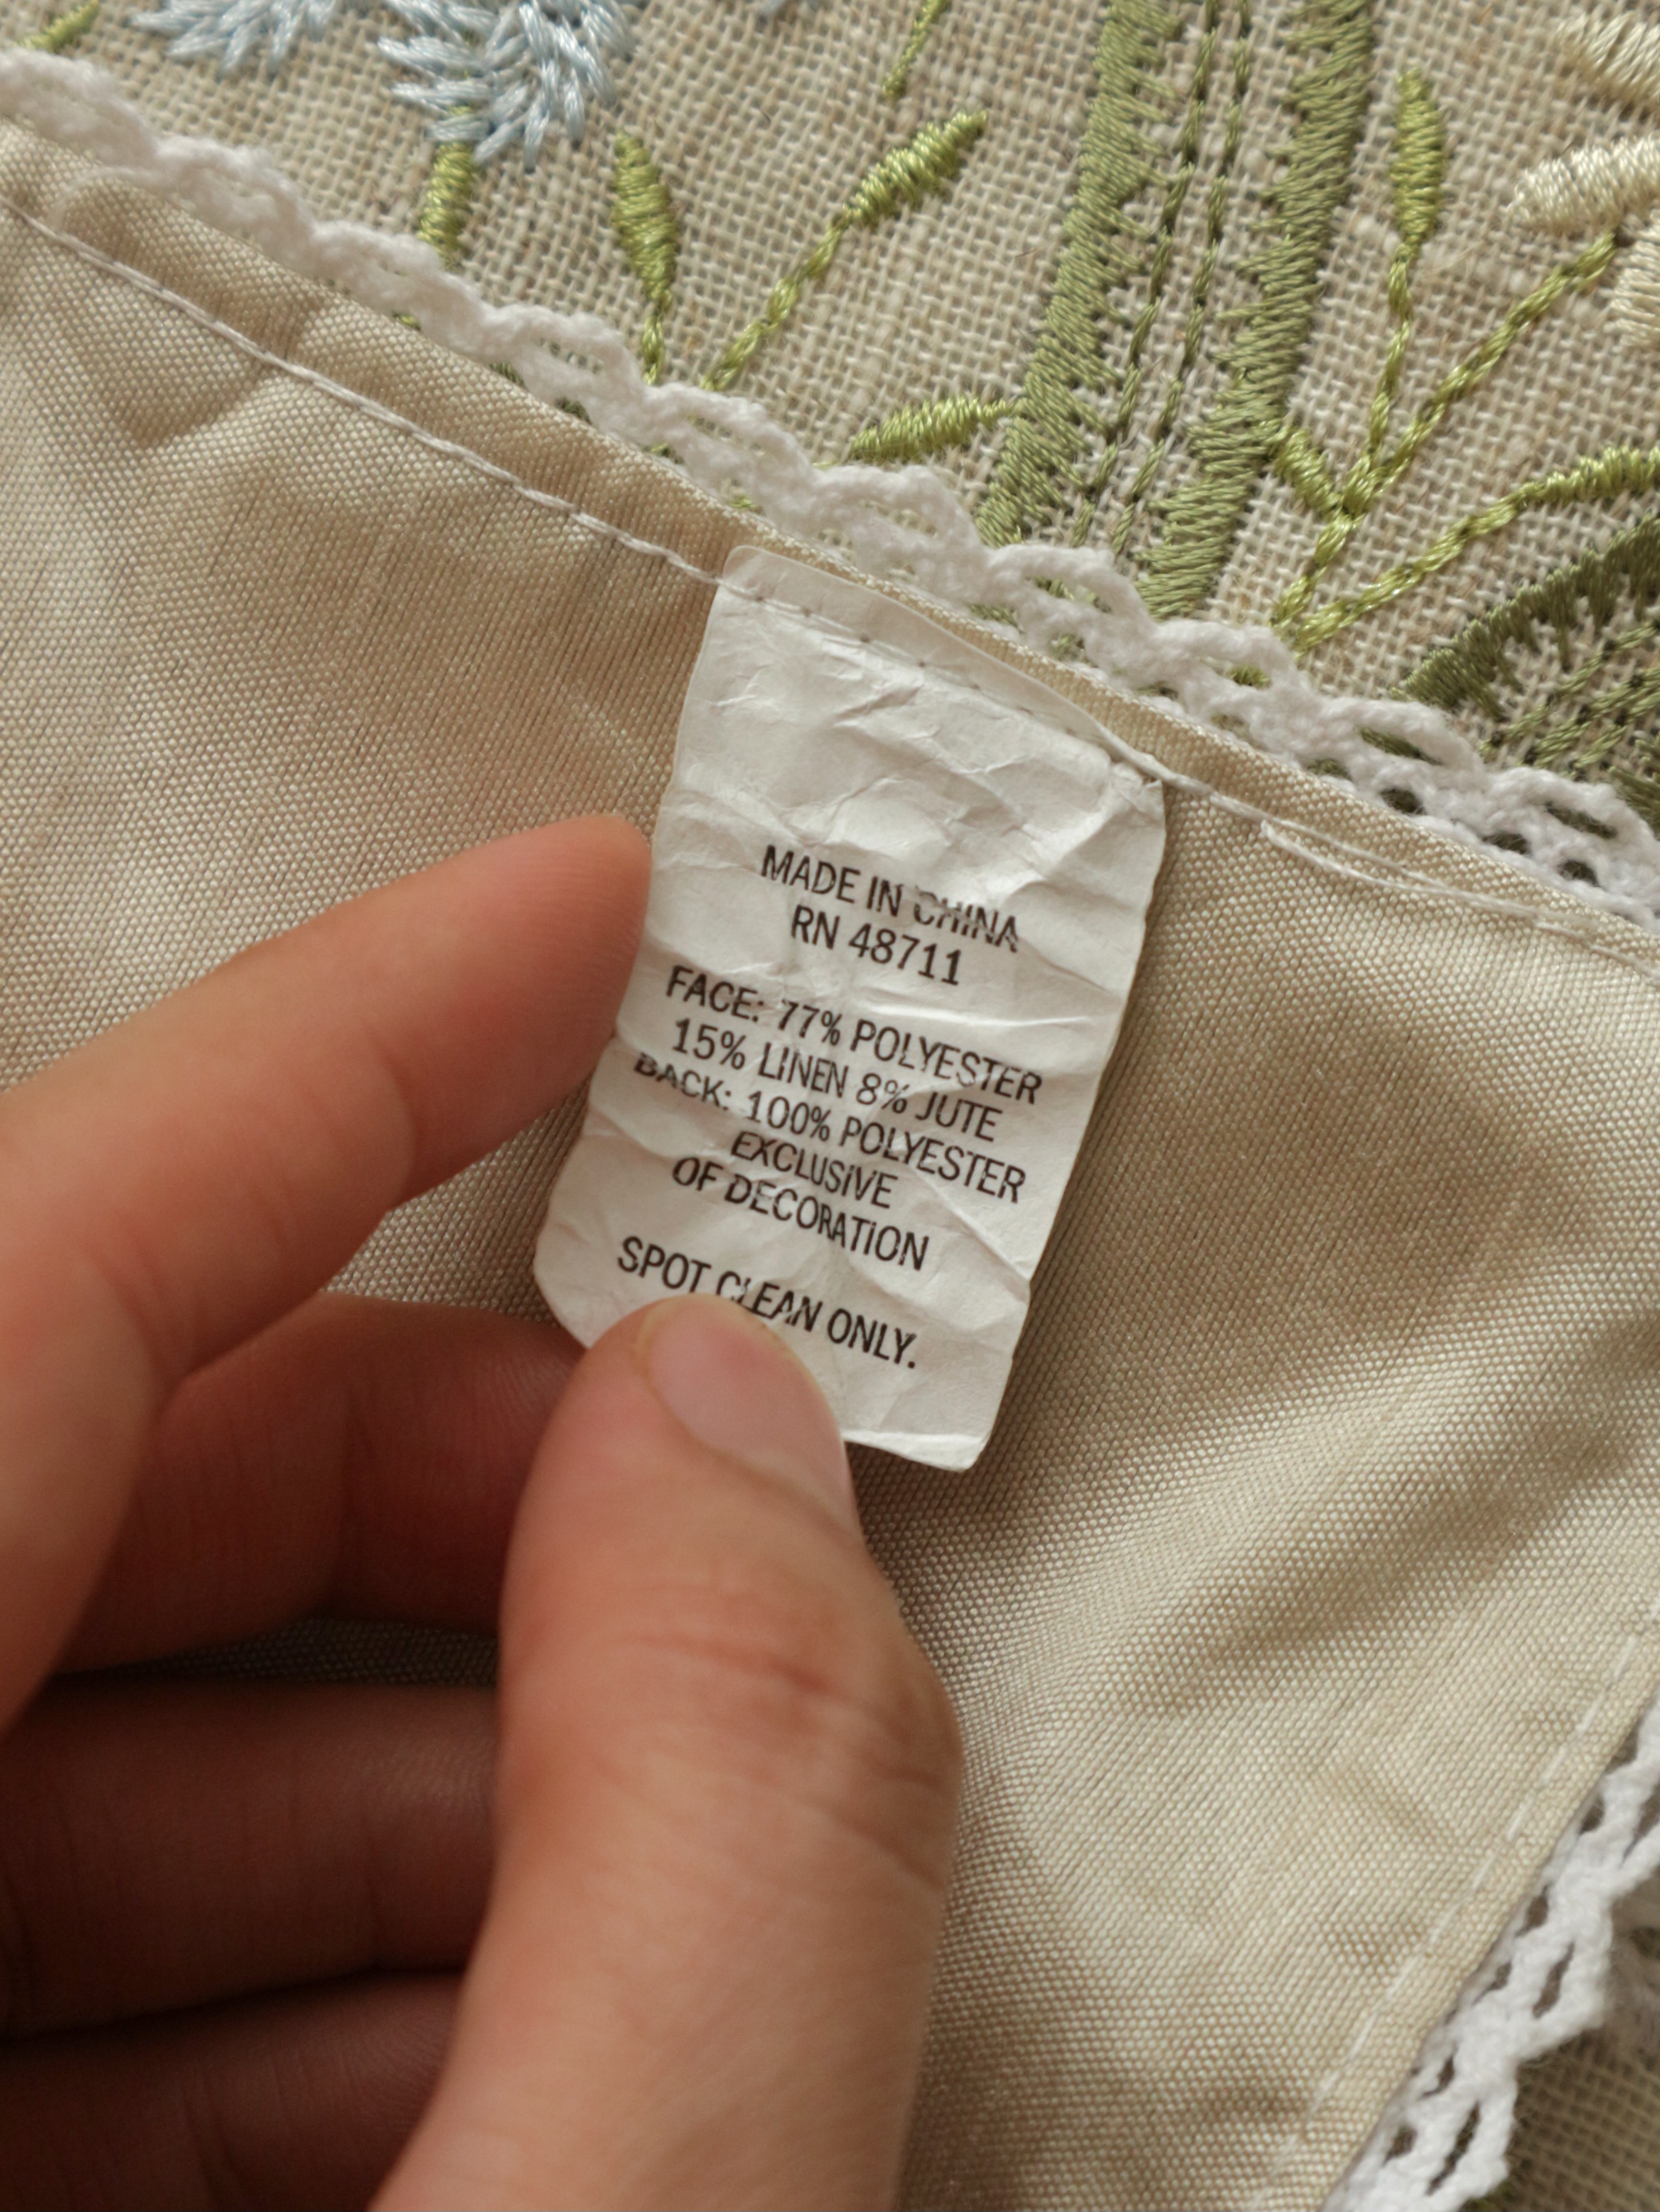 MADE IN CHINA
RN 48711
FACE: 77% POLYESTER
15% LINEN 8% JUTE
BACK: 100% POLYESTER
EXCLUSIVE
OF DECORATION
SPOT CLEAN ONLY.